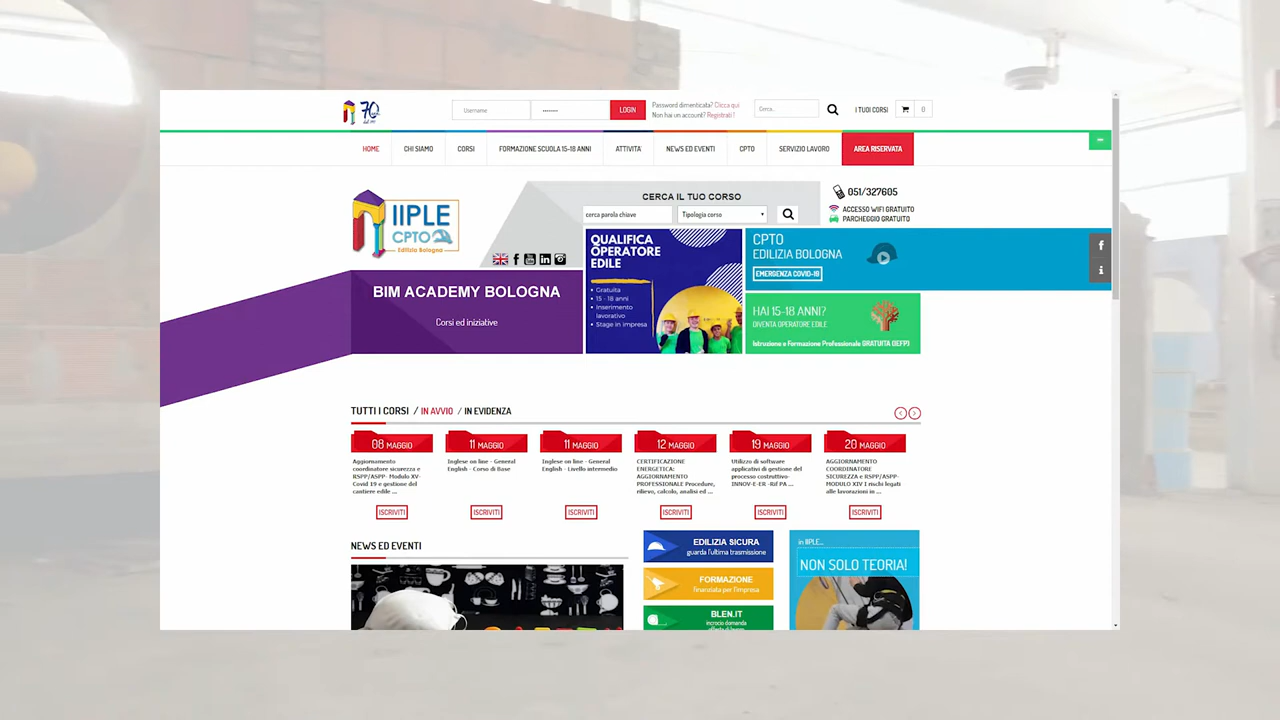 70
Username
LOGIN
Password dimenticata? Clicca qui
Non hai un account? Registrati !
Cerca..
I TUOI CORSI
0
HOME
CHI SIAMO
CORSI
FORMAZIONE SCUOLA 15-18 ANNI
ATTIVITA'
NEWS ED EVENTI
CPTO
SERVIZIO LAVORO
AREA RISERVATA
IIPLE
CPTO
Edilizia Bologna
CERCA IL TUO CORSO
cerca parola chiave
Tipologia corso
051/327605
ACCESSO WIFI GRATUITO
PARCHEGGIO GRATUITO
BIM ACADEMY BOLOGNA
Corsi ed iniziative
QUALIFICA
OPERATORE
EDILE
• Gratuita
• 15 - 18 anni
• Inserimento
lavorativo
• Stage in impresa
CPTO
EDILIZIA BOLOGNA
EMERGENZA COVID-19
HAI 15-18 ANNI?
DIVENTA OPERATORE EDILE
Istruzione e Formazione Professionale GRATUITA (IEFP)
TUTTI I CORSI / IN AVVIO / IN EVIDENZA
08 MAGGIO
Aggiornamento
coordinatore sicurezza e
RSPP/ASPP- Modulo XV-
Covid 19 e gestione del
cantiere edile ...
ISCRIVITI
11 MAGGIO
Inglese on line - General
English - Corso di Base
ISCRIVITI
11 MAGGIO
Inglese on line - General
English - Livello intermedio
ISCRIVITI
12 MAGGIO
CERTIFICAZIONE
ENERGETICA:
AGGIORNAMENTO
PROFESSIONALE Procedure,
rilievo, calcolo, analisi ed ...
ISCRIVITI
19 MAGGIO
Utilizzo di software
applicativi di gestione del
processo costruttivo-
INNOV-E-ER -Rif PA ...
ISCRIVITI
20 MAGGIO
AGGIORNAMENTO
COORDINATORE
SICUREZZA e RSPP/ASPP-
MODULO XIV I rischi legati
alle lavorazioni in ...
ISCRIVITI
NEWS ED EVENTI
EDILIZIA SICURA
guarda l'ultima trasmissione
FORMAZIONE
finanziata per l'impresa
BLEN.IT
incrocio domanda
in IIPLE...
NON SOLO TEORIA!